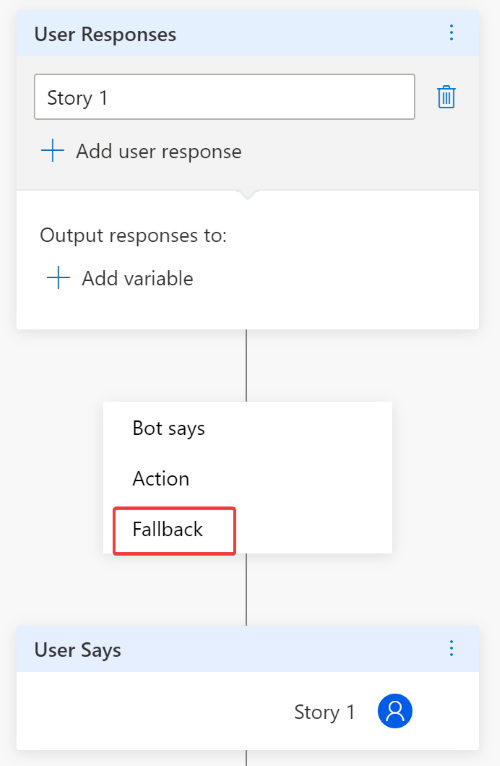 User Responses
Story 1
Add user response
Output responses to:
Add variable
Bot says
Action
Fallback
User Says
Story 1